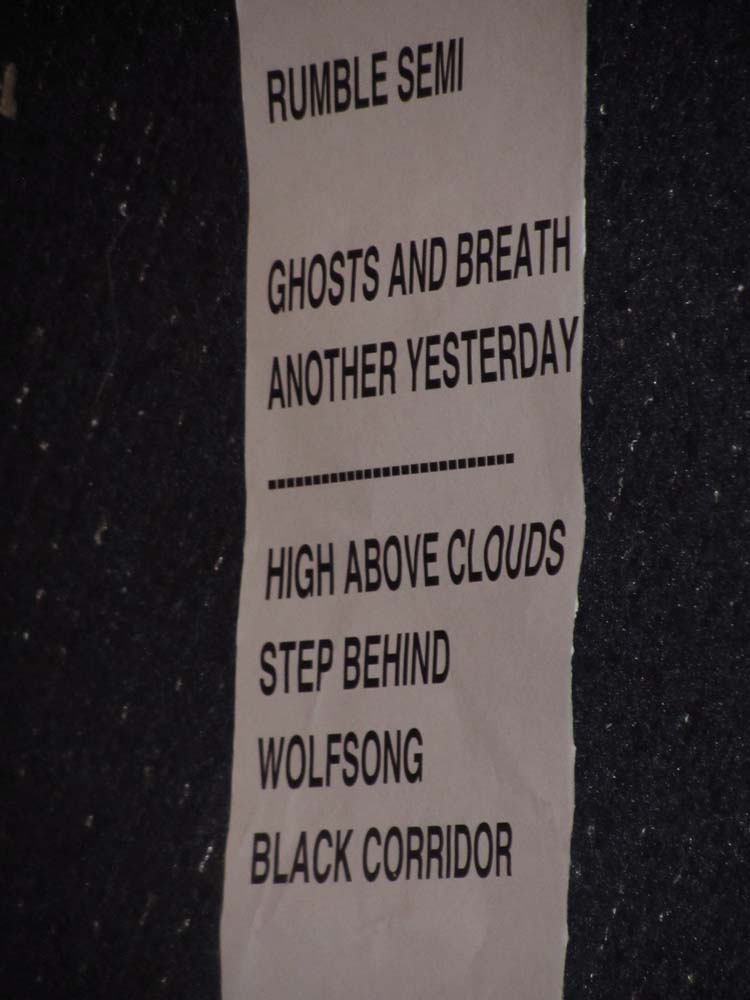 RUMBLE SEMI
GHOSTS AND BREATH
ANOTHER YESTERDAY
............................
HIGH ABOVE CLOUDS
STEP BEHIND
WOLFSONG
BLACK CORRIDOR